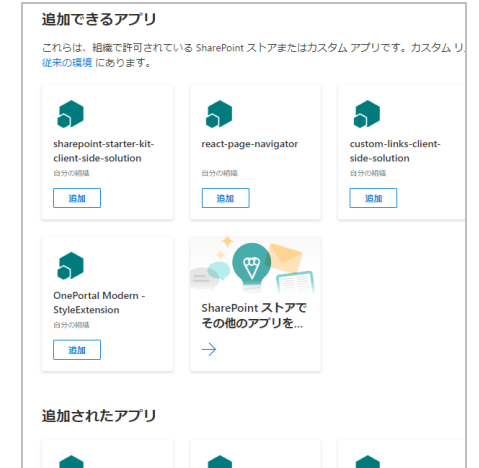 追加できるアプリ
これらは、組織で許可されている SharePoint ストアまたはカスタム アプリです。カスタム リ
従来の環境 にあります。
sharepoint-starter-kit-
client-side-solution
自分の組織
追加
react-page-navigator
自分の組織
追加
custom-links-client-
side-solution
自分の組織
追加
OnePortal Modern -
StyleExtension
自分の組織
追加
SharePoint ストアで
その他のアプリを...
追加されたアプリ